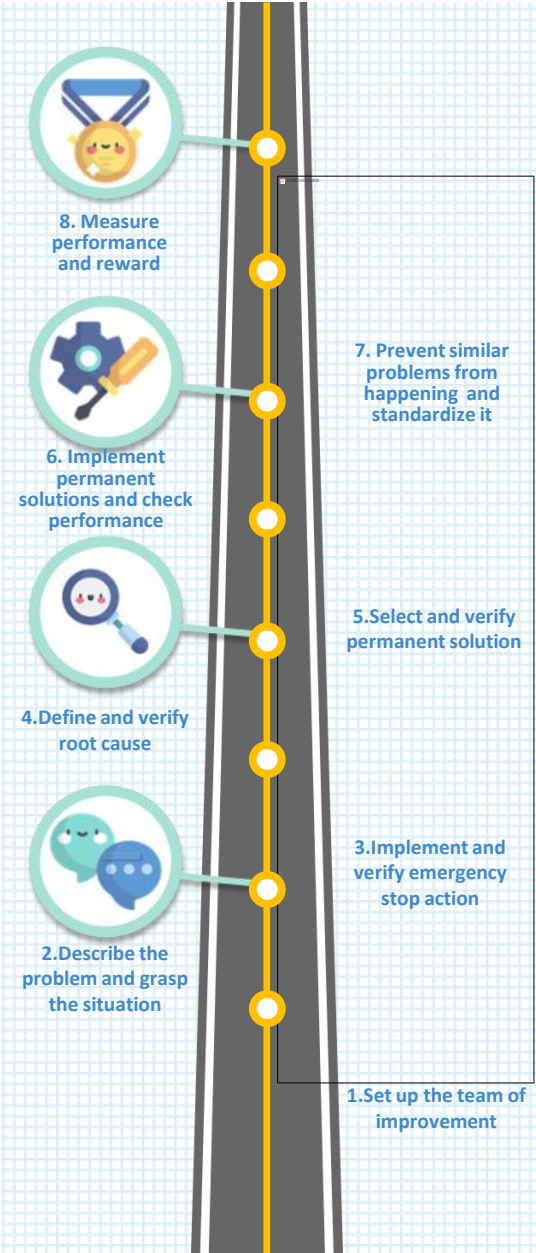 8. Measure
performance
and reward
7. Prevent similar
problems from
happening and
standardize it
6. Implement
permanent
solutions and check
performance
5.Select and verify
permanent solution
4.Define and verify
root cause
3.Implement and
verify emergency
stop action
2.Describe the
problem and grasp
the situation
1.Set up the team of
improvement